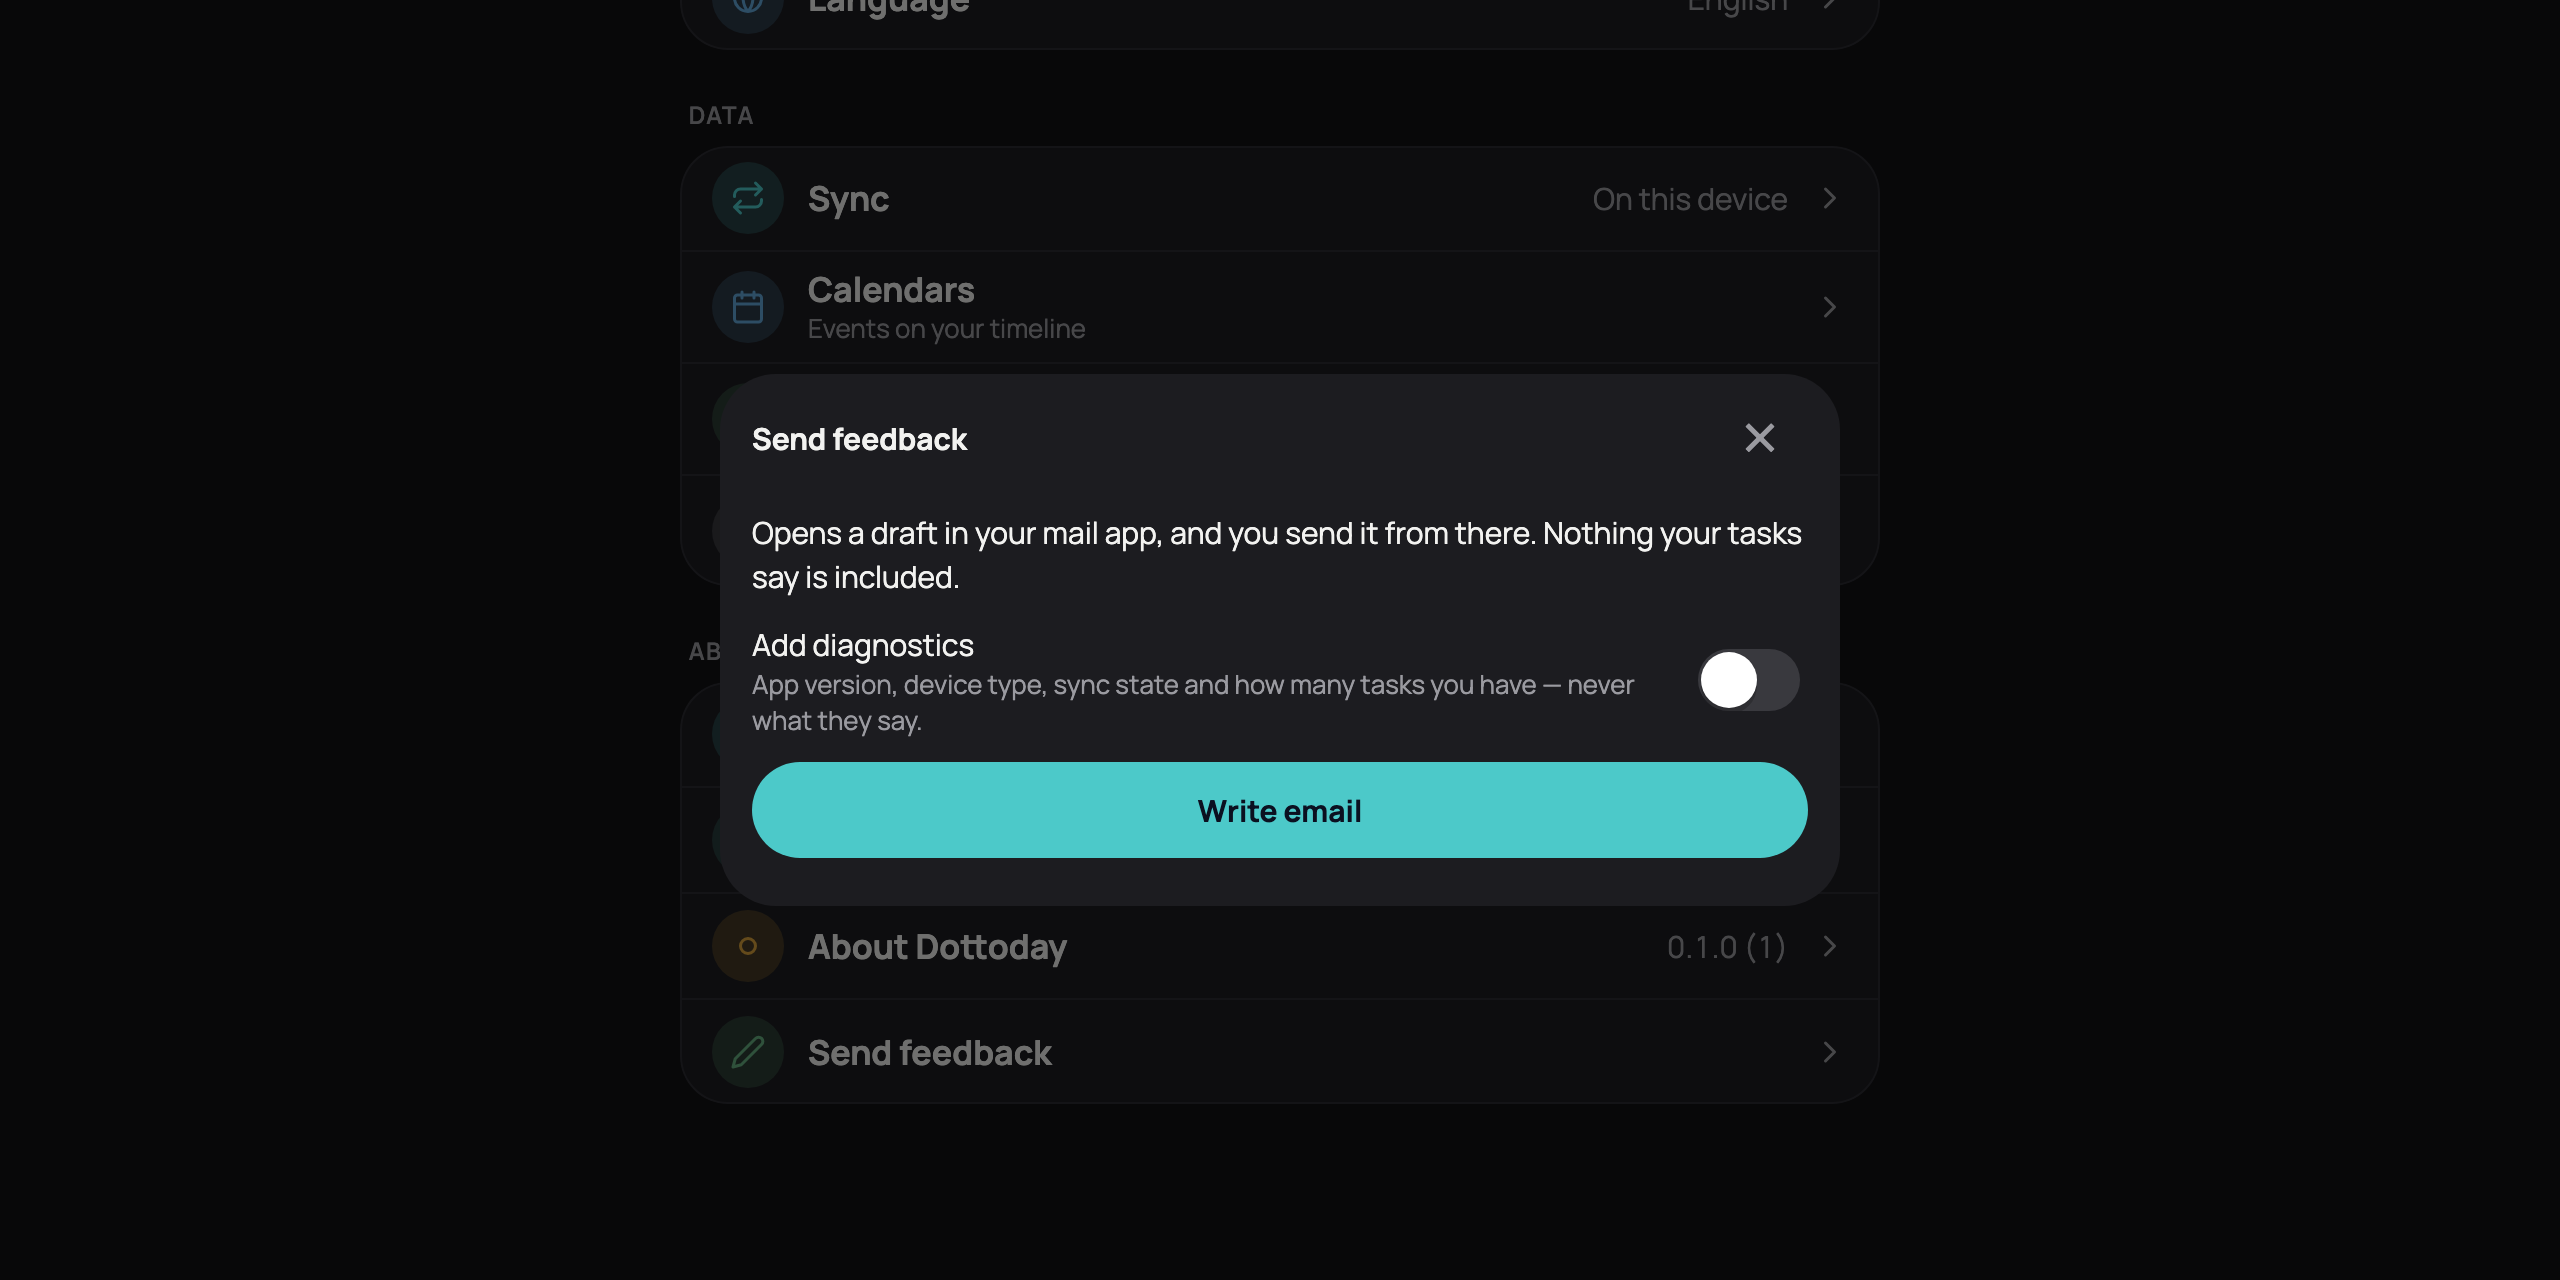 Language
English
DATA
Sync
On this device
Calendars
Events on your timeline
Send feedback
Opens a draft in your mail app, and you send it from there. Nothing your tasks
say is included.
Add diagnostics
App version, device type, sync state and how many tasks you have — never
what they say.
Write email
About Dottoday
0.1.0 (1)
Send feedback